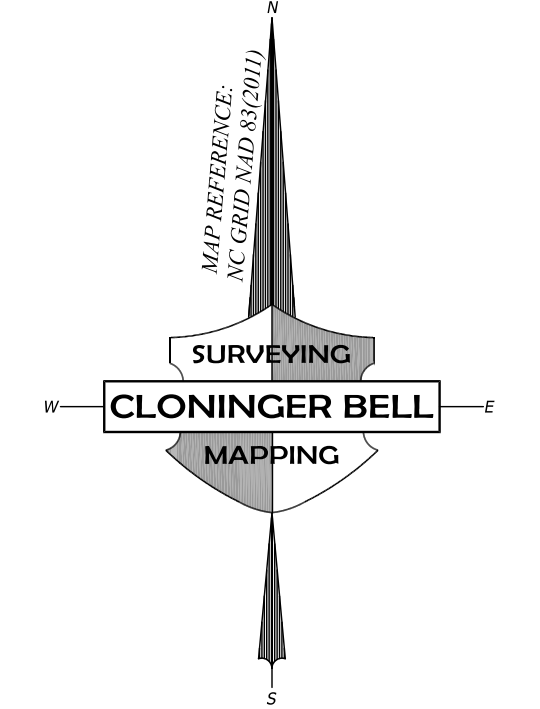 N
MAP REFERENCE:
NC GRID NAD 83(2011)
SURVEYING
W
CLONINGER BELL
E
MAPPING
S